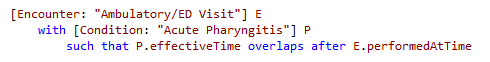 [Encounter: "Ambulatory/ED Visit"] E
with [Condition: "Acute Pharyngitis"] P
such that P.effectiveTime overlaps after E.performedAtTime